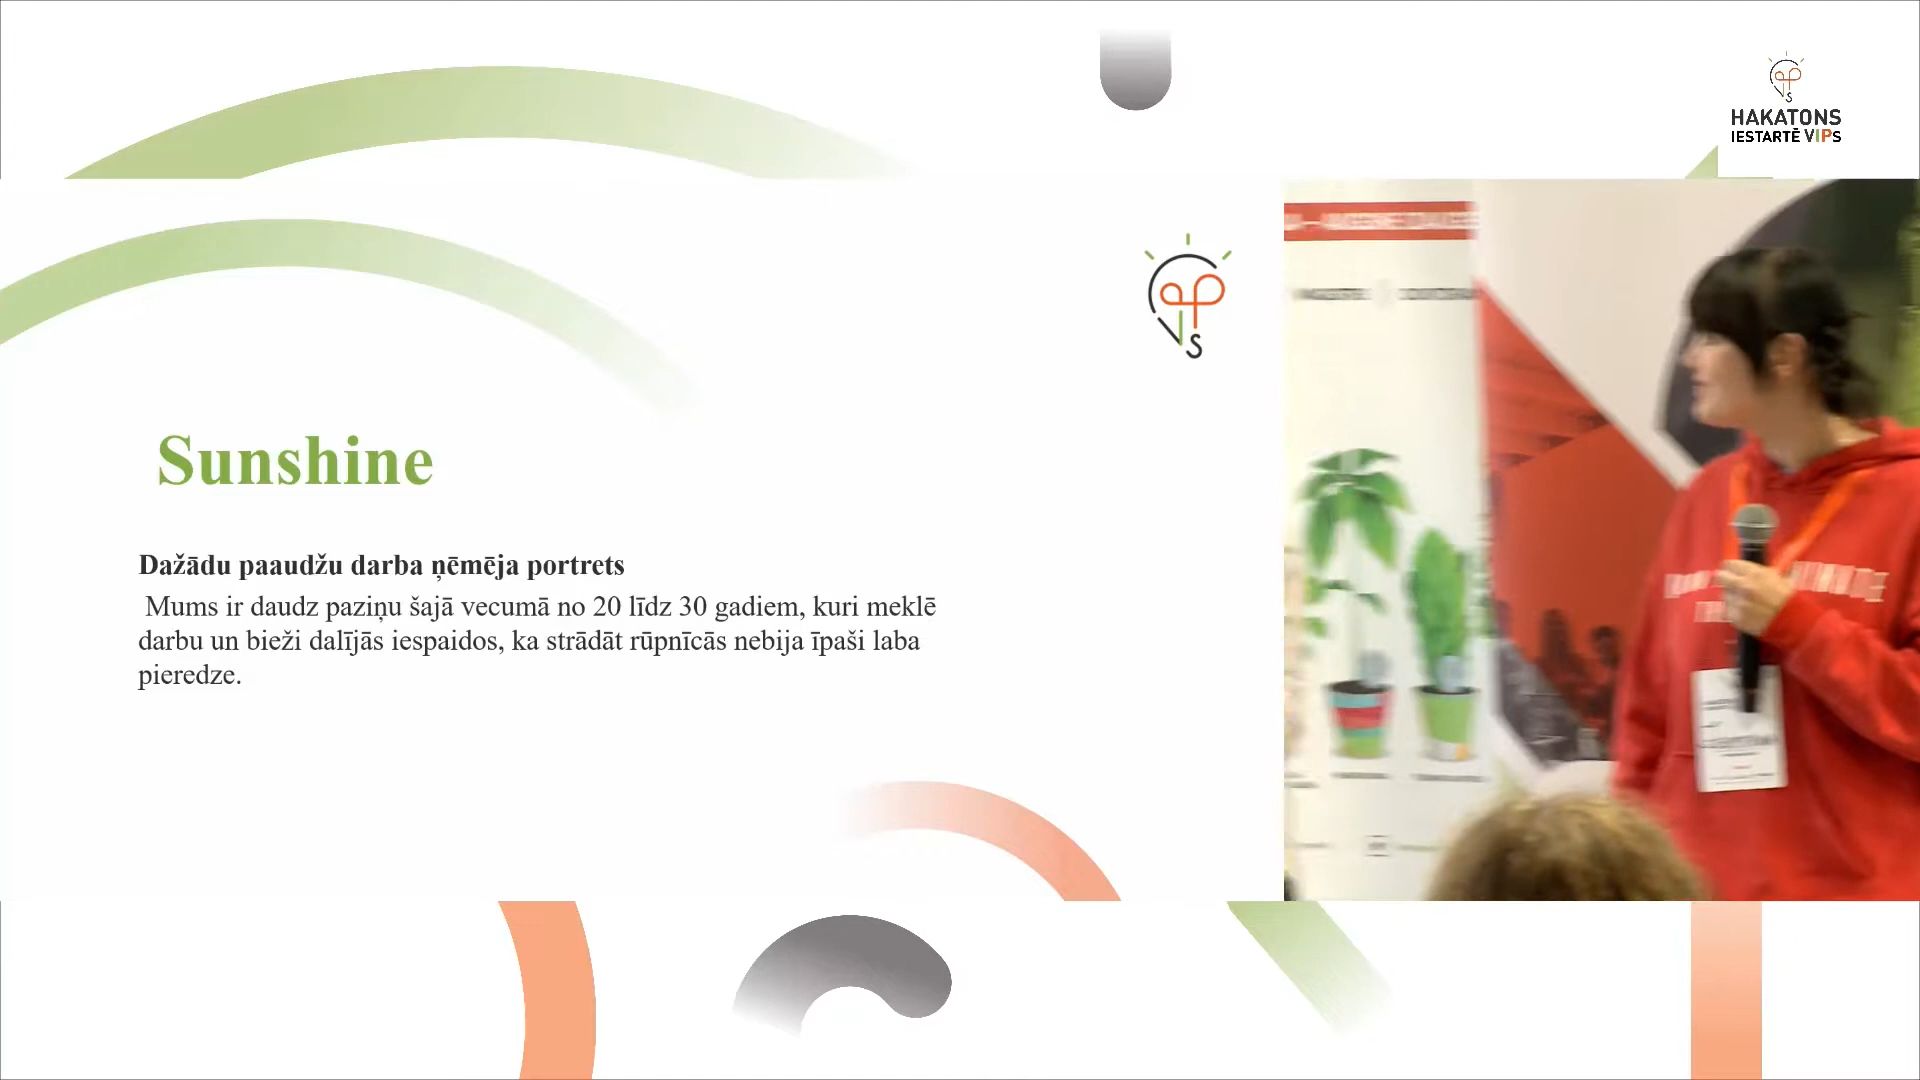 HAKATONS
IESTARTĒ VIPS
Sunshine
Dažādu paaudžu darba ņēmēja portrets
Mums ir daudz paziņu šajā vecumā no 20 līdz 30 gadiem, kuri meklē
darbu un bieži dalījās iespaidos, ka strādāt rūpnīcās nebija īpaši laba
pieredze.